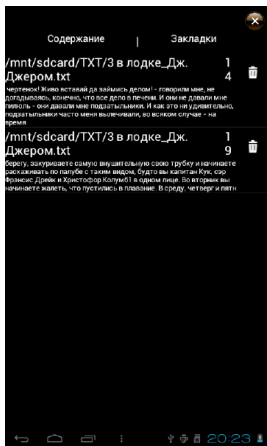 Содержание | Закладки
/mnt/sdcard/TXT/3 в лодке_Дж. 1
Джером.txt 4
чертенок! Живо вставай да займись делом! - говорили мне, не
догадываясь, конечно, что все дело в печени. И они не давали мне
пилюль - они давали мне подзатыльники. И как это ни удивительно,
подзатыльники часто меня вылечивали, во всяком случае - на
время
/mnt/sdcard/TXT/3 в лодке_Дж. 1
Джером.txt 9
берегу, закуриваете самую внушительную свою трубку и начинаете
расхаживать по палубе с таким видом, будто вы капитан Кук, сэр
Фрэнсис Дрейк и Христофор Колумб1 в одном лице. Во вторник вы
начинаете жалеть, что пустились в плавание. В среду, четверг и пятн
20:23